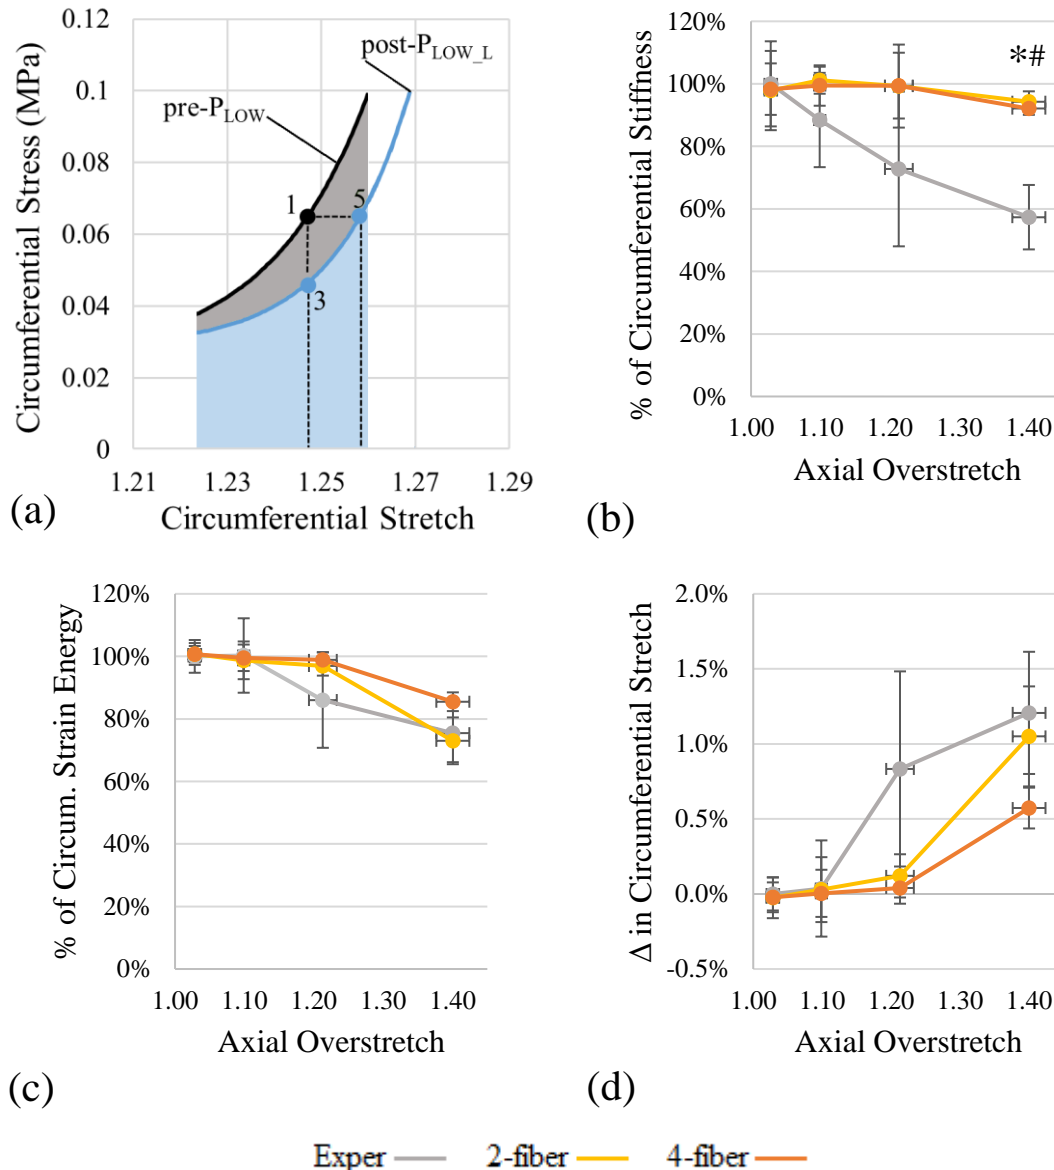 0.12
0.1
0.08
0.06
0.04
0.02
0
1.21 1.23 1.25 1.27 1.29
Circumferential Stress (MPa)
Circumferential Stretch
post-P_LOW_L
pre-P_LOW
1
5
3
(a)
120%
100%
80%
60%
40%
20%
0%
1.00 1.10 1.20 1.30 1.40
% of Circumferential Stiffness
Axial Overstretch
*#
(b)
120%
100%
80%
60%
40%
20%
0%
1.00 1.10 1.20 1.30 1.40
% of Circum. Strain Energy
Axial Overstretch
(c)
2.0%
1.5%
1.0%
0.5%
0.0%
-0.5%
1.00 1.10 1.20 1.30 1.40
Δ in Circumferential Stretch
Axial Overstretch
(d)
Exper 2-fiber 4-fiber